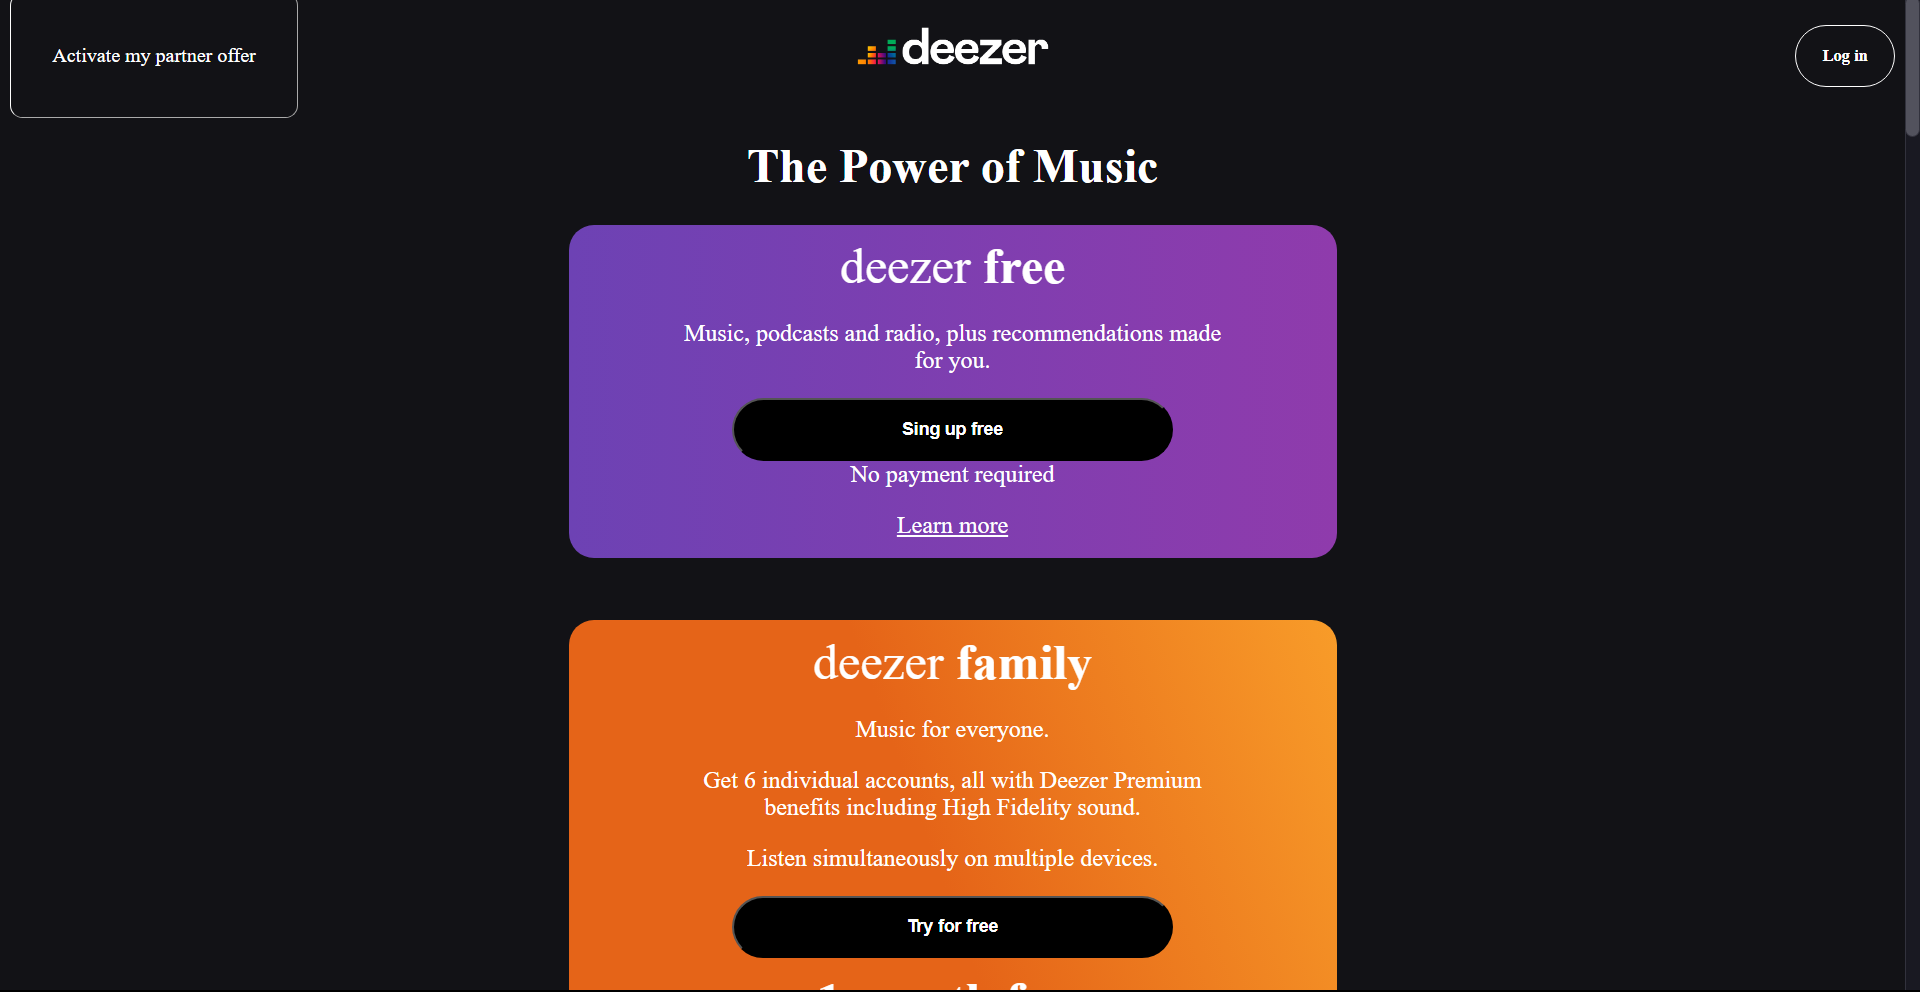 Activate my partner offer
deezer
Log in
The Power of Music
deezer free
Music, podcasts and radio, plus recommendations made
for you.
Sing up free
No payment required
Learn more
deezer family
Music for everyone.
Get 6 individual accounts, all with Deezer Premium
benefits including High Fidelity sound.
Listen simultaneously on multiple devices.
Try for free